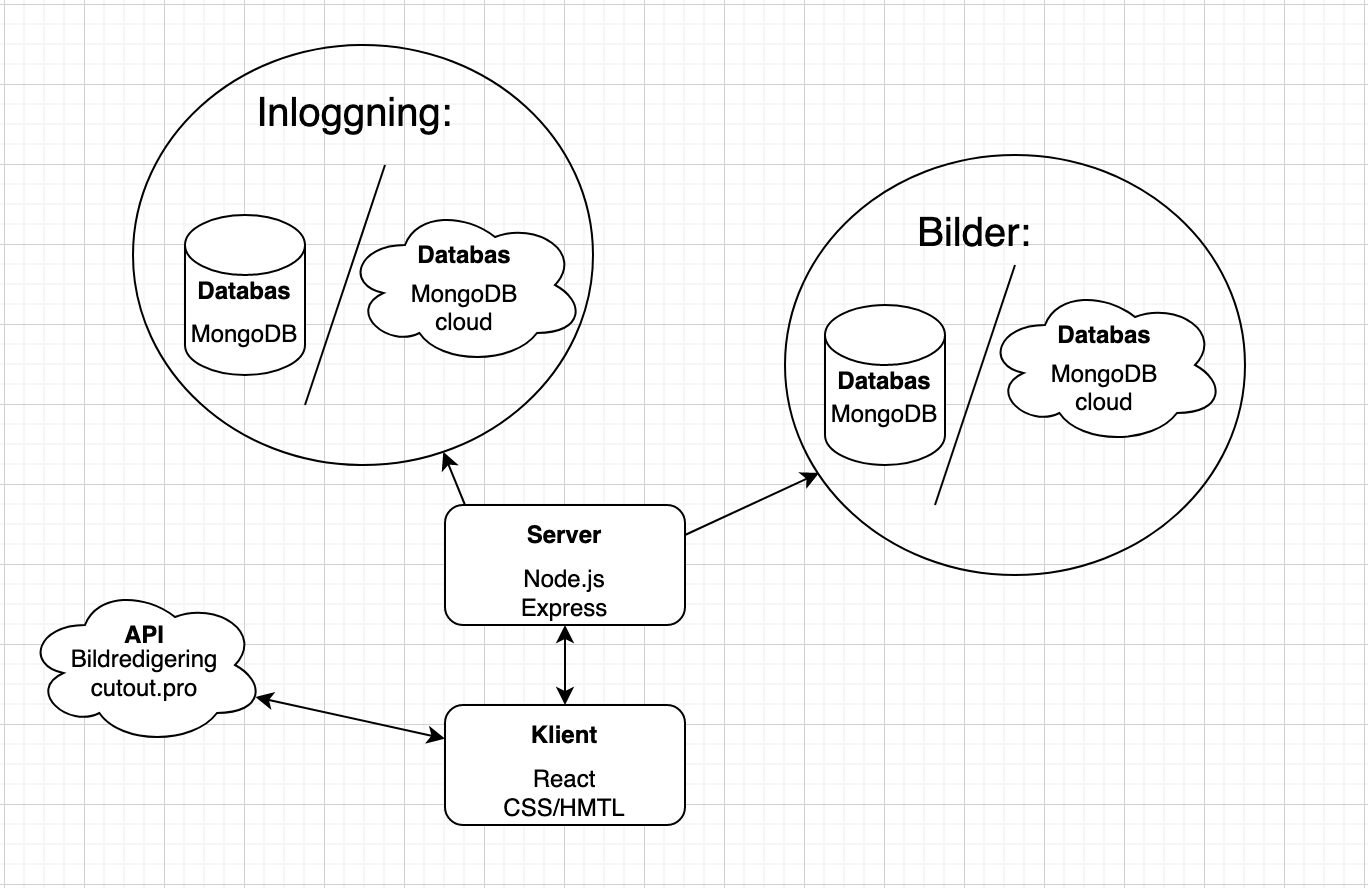 Inloggning:
Databas
MongoDB
Databas
MongoDB
cloud
Bilder:
Databas
MongoDB
Databas
MongoDB
cloud
Server
Node.js
Express
API
Bildredigering
cutout.pro
Klient
React
CSS/HMTL